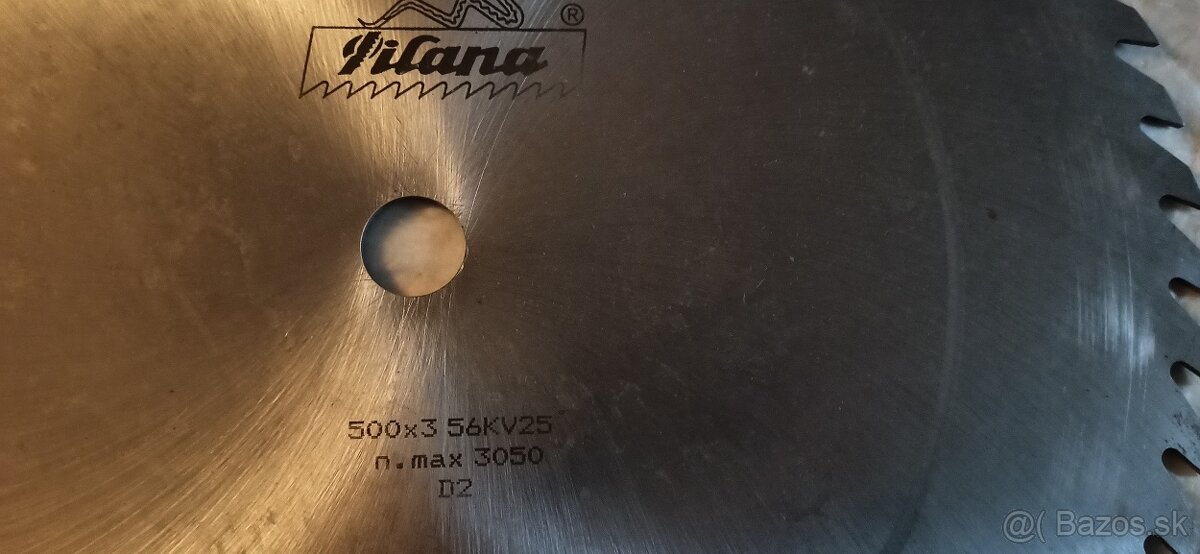 ®
Pilana
500x3 56KV25°
n.max 3050
D2
@( Bazos.sk